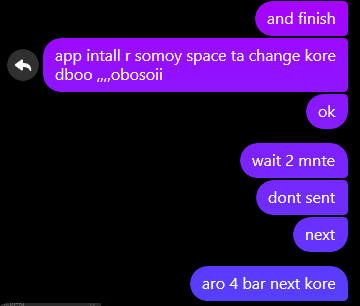 and finish
app intall r somoy space ta change kore
dboo ,,,,obosoii
ok
wait 2 mnte
dont sent
next
aro 4 bar next kore